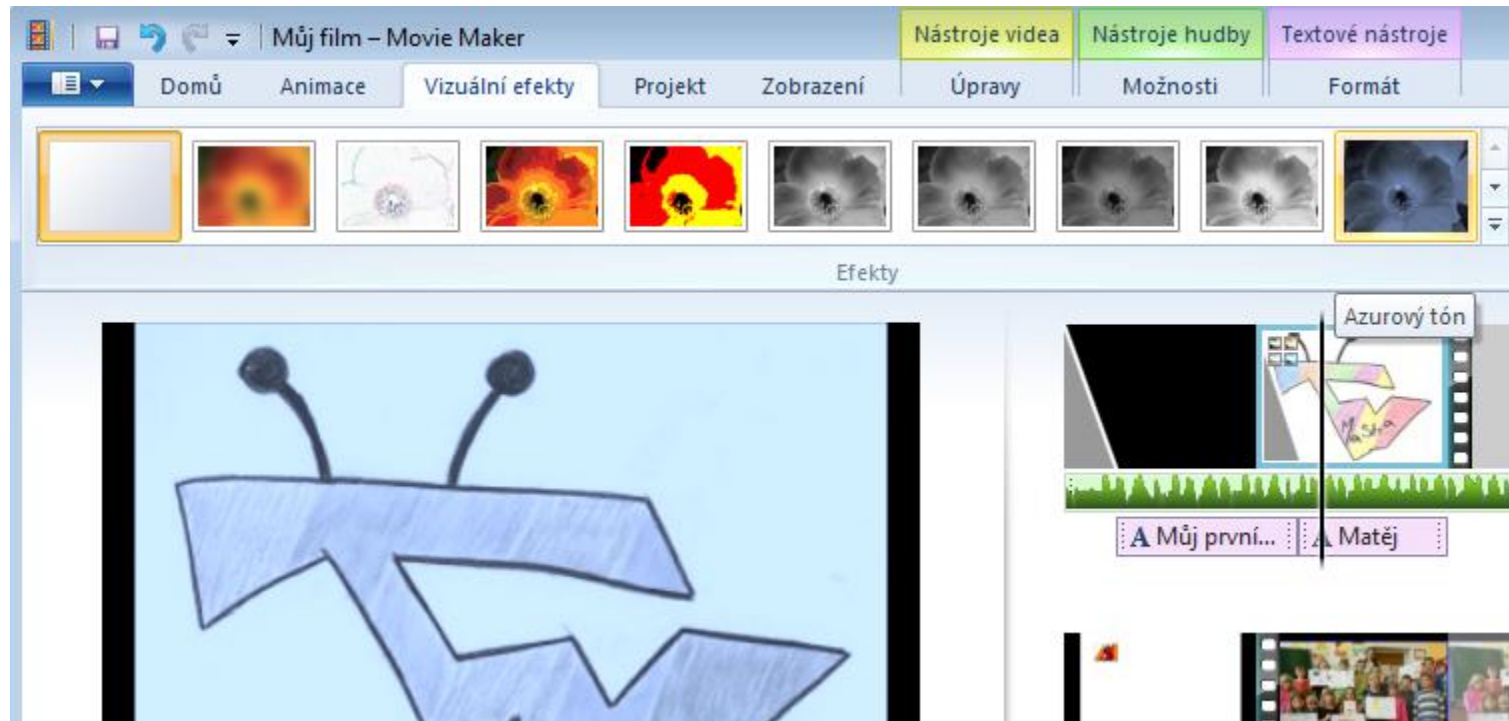 Můj film – Movie Maker
Nástroje videa
Nástroje hudby
Textové nástroje
Domů
Animace
Vizuální efekty
Projekt
Zobrazení
Úpravy
Možnosti
Formát
Efekty
Azurový tón
A Můj první...
A Matěj